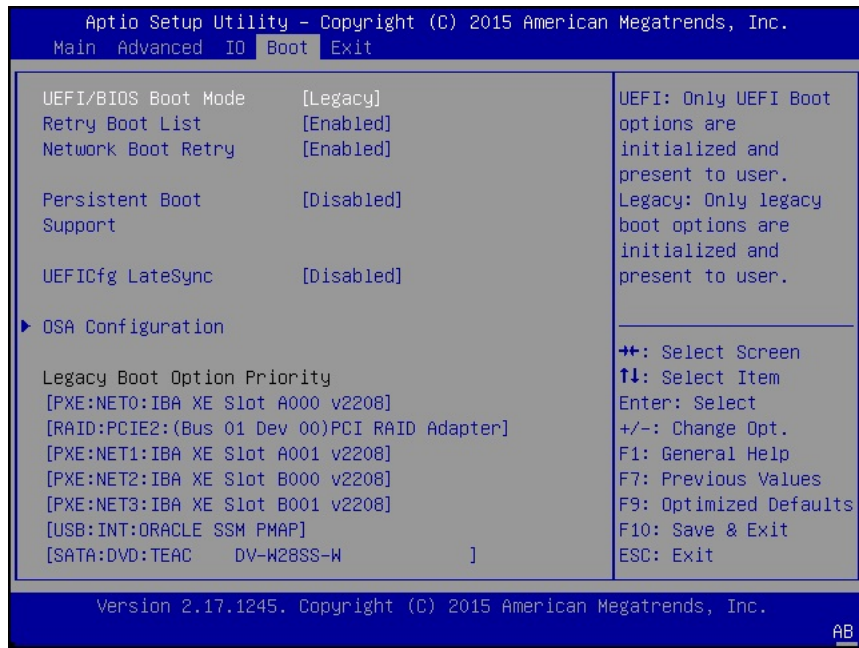 Aptio Setup Utility – Copyright (C) 2015 American Megatrends, Inc.
Main Advanced IO Boot Exit
UEFI/BIOS Boot Mode [Legacy]
Retry Boot List [Enabled]
Network Boot Retry [Enabled]
Persistent Boot [Disabled]
Support
UEFICfg LateSync [Disabled]
OSA Configuration
Legacy Boot Option Priority
[PXE:NET0:IBA XE Slot A000 v2208]
[RAID:PCIE2:(Bus 01 Dev 00)PCI RAID Adapter]
[PXE:NET1:IBA XE Slot A001 v2208]
[PXE:NET2:IBA XE Slot B000 v2208]
[PXE:NET3:IBA XE Slot B001 v2208]
[USB:INT:ORACLE SSM PMAP]
[SATA:DVD:TEAC DV-W28SS-W ]
UEFI: Only UEFI Boot
options are
initialized and
present to user.
Legacy: Only legacy
boot options are
initialized and
present to user.
→←: Select Screen
↑↓: Select Item
Enter: Select
+/-: Change Opt.
F1: General Help
F7: Previous Values
F9: Optimized Defaults
F10: Save & Exit
ESC: Exit
Version 2.17.1245. Copyright (C) 2015 American Megatrends, Inc.
AB